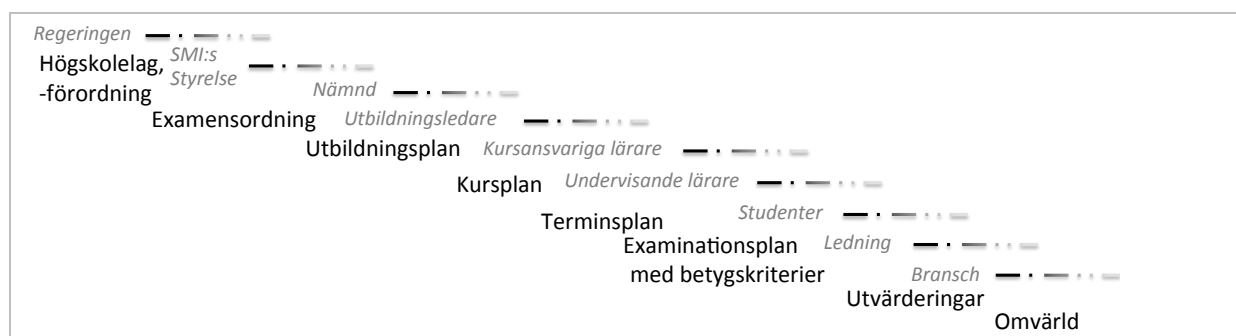 Regeringen
Högskolelag,
-förordning
SMI:s
Styrelse
Nämnd
Examensordning
Utbildningsledare
Utbildningsplan
Kursansvariga lärare
Kursplan
Undervisande lärare
Terminsplan
Studenter
Examinationsplan
med betygskriterier
Ledning
Bransch
Utvärderingar
Omvärld